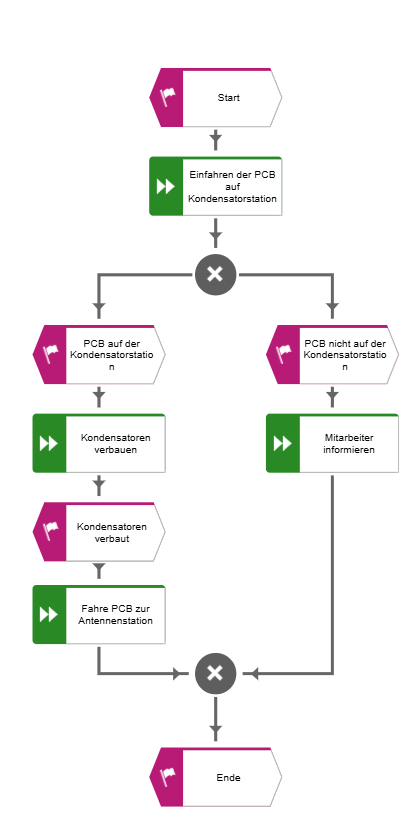 Start
Einfahren der PCB
auf
Kondensatorstation
PCB auf der
Kondensatorstatio
n
PCB nicht auf der
Kondensatorstatio
n
Kondensatoren
verbauen
Mitarbeiter
informieren
Kondensatoren
verbaut
Fahre PCB zur
Antennenstation
Ende